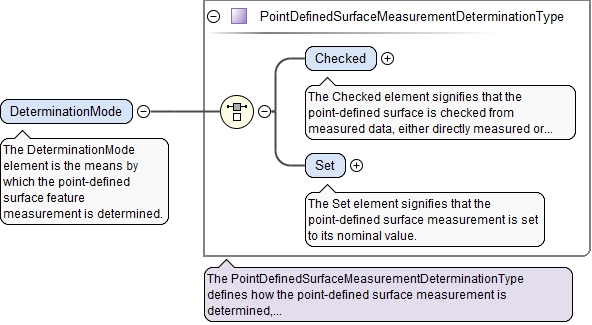 PointDefinedSurfaceMeasurementDeterminationType
Checked
The Checked element signifies that the
point-defined surface is checked from
measured data, either directly measured or...
DeterminationMode
The DeterminationMode
element is the means by
which the point-defined
surface feature
measurement is determined.
Set
The Set element signifies that the
point-defined surface measurement is set
to its nominal value.
The PointDefinedSurfaceMeasurementDeterminationType
defines how the point-defined surface measurement is
determined,...